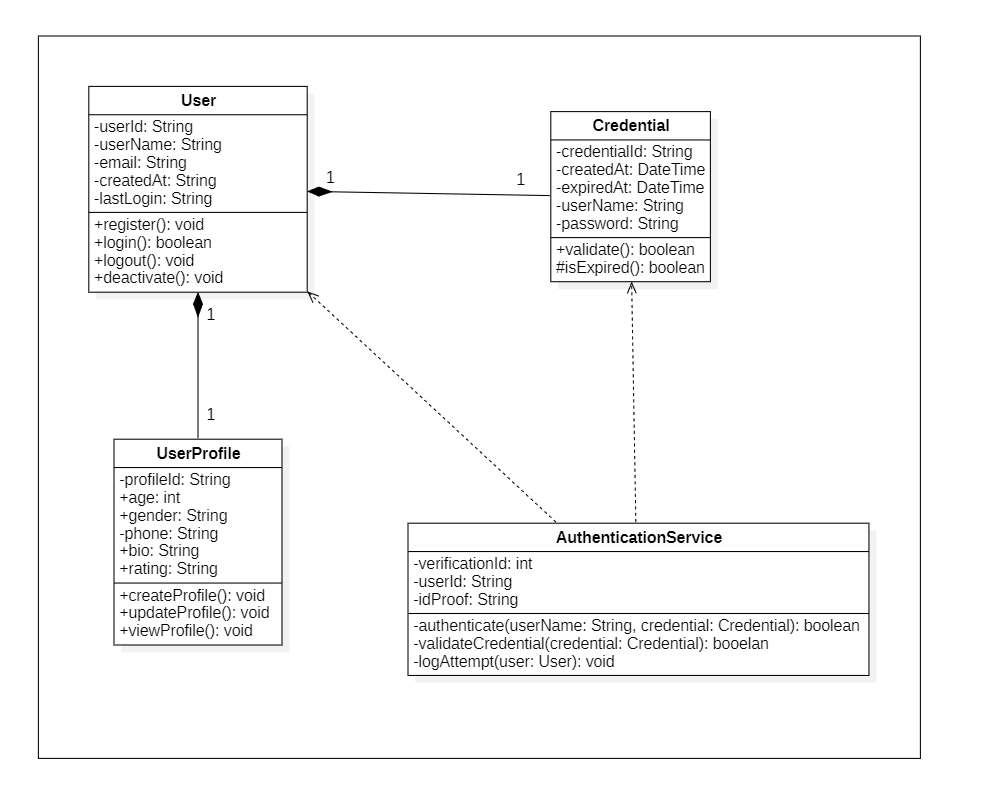 User
-userId: String
-userName: String
-email: String
-createdAt: String
-lastLogin: String
+register(): void
+login(): boolean
+logout(): void
+deactivate(): void
1
1
Credential
-credentialId: String
-createdAt: DateTime
-expiredAt: DateTime
-userName: String
-password: String
+validate(): boolean
#isExpired(): boolean
1
1
UserProfile
-profileId: String
+age: int
+gender: String
-phone: String
+bio: String
+rating: String
+createProfile(): void
+updateProfile(): void
+viewProfile(): void
AuthenticationService
-verificationId: int
-userId: String
-idProof: String
-authenticate(userName: String, credential: Credential): boolean
-validateCredential(credential: Credential): booelan
-logAttempt(user: User): void